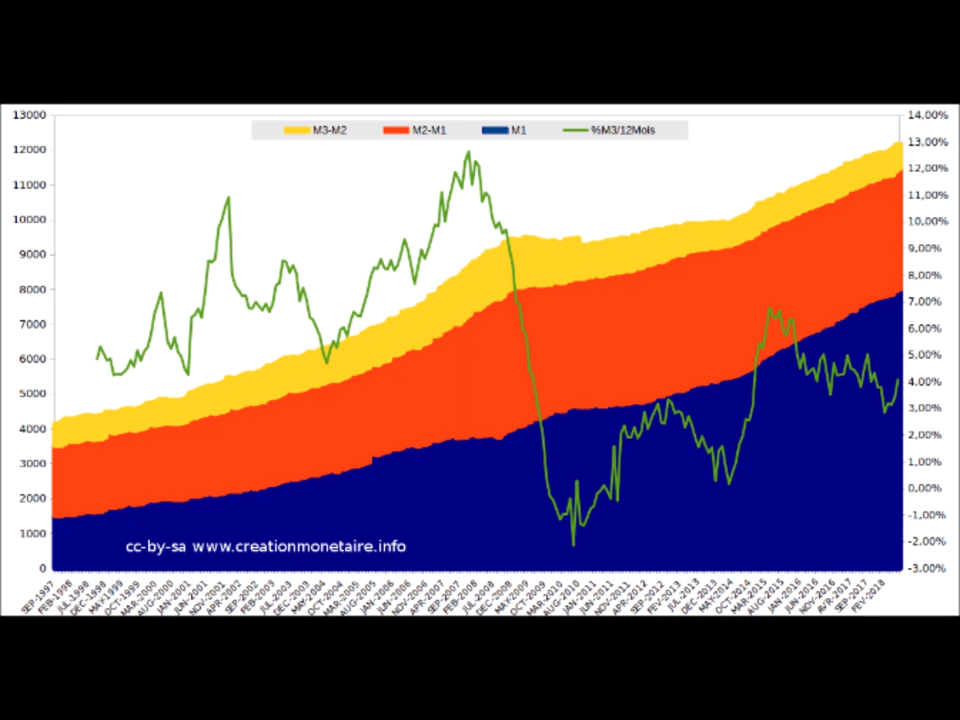 M3-M2 M2-M1 M1 %M3/12Mois
13000
12000
11000
10000
9000
8000
7000
6000
5000
4000
3000
2000
1000
0
14,00%
13,00%
12,00%
11,00%
10,00%
9,00%
8,00%
7,00%
6,00%
5,00%
4,00%
3,00%
2,00%
1,00%
0,00%
-1,00%
-2,00%
-3,00%
cc-by-sa www.creationmonetaire.info
SEP-1997
FEB-1998
JUL-1998
DEC-1998
MAY-1999
OCT-1999
MAR-2000
AUG-2000
JAN-2001
JUN-2001
NOV-2001
APR-2002
SEP-2002
FEB-2003
JUL-2003
DEC-2003
MAY-2004
OCT-2004
MAR-2005
AUG-2005
JAN-2006
JUN-2006
NOV-2006
APR-2007
SEP-2007
FEB-2008
JUL-2008
DEC-2008
MAY-2009
OCT-2009
MAR-2010
AUG-2010
JAN-2011
JUN-2011
NOV-2011
APR-2012
SEP-2012
FEV-2013
DEC-2013
MAY-2014
OCT-2014
MAR-2015
AUG-2015
JAN-2016
JUN-2016
NOV-2016
AVR-2017
SEP-2017
FEV-2018